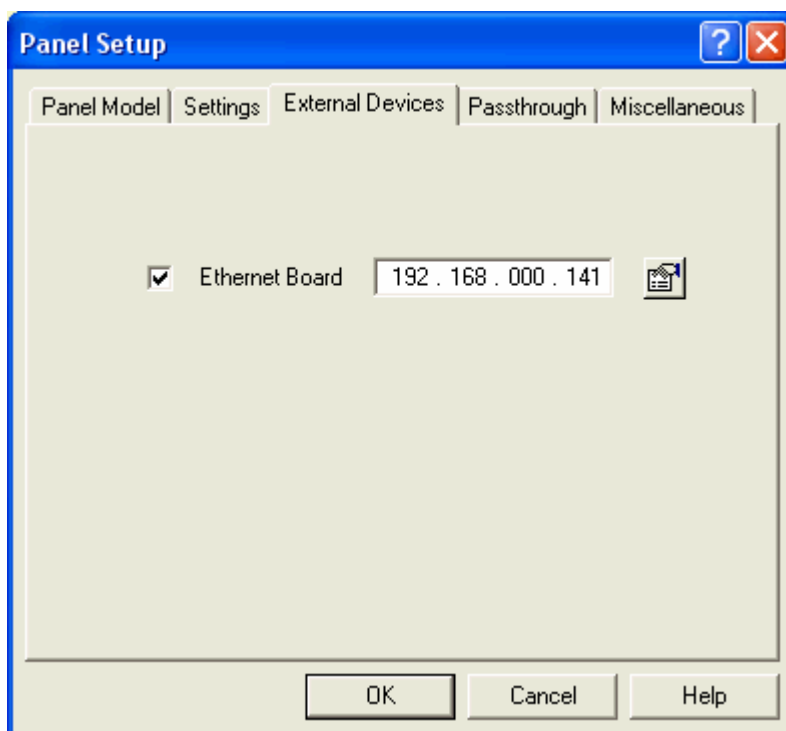 Panel Setup
Panel Model Settings External Devices Passthrough Miscellaneous
Ethernet Board 192 . 168 . 000 . 141
OK Cancel Help